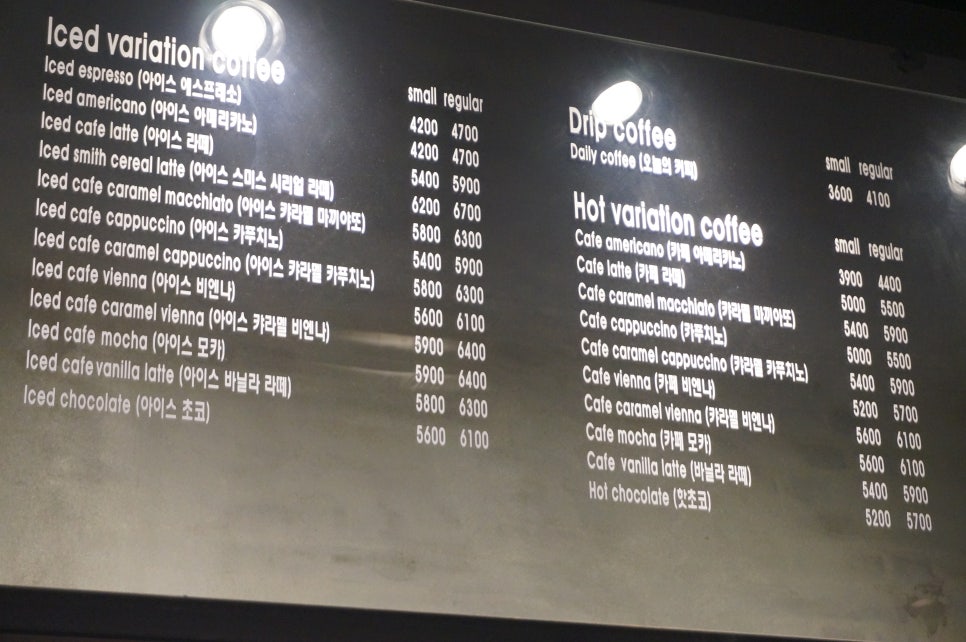 Iced variation coffee
small regular
Iced espresso (아이스 에스프레소) 4200 4700
Iced americano (아이스 아메리카노) 4200 4700
Iced cafe latte (아이스 라떼) 5400 5900
Iced smith cereal latte (아이스 스미스 시리얼 라떼) 6200 6700
Iced cafe caramel macchiato (아이스 캬라멜 마끼아또) 5800 6300
Iced cafe cappuccino (아이스 카푸치노) 5400 5900
Iced cafe caramel cappuccino (아이스 캬라멜 카푸치노) 5800 6300
Iced cafe vienna (아이스 비엔나) 5600 6100
Iced cafe caramel vienna (아이스 캬라멜 비엔나) 5900 6400
Iced cafe mocha (아이스 모카) 5900 6400
Iced cafe vanilla latte (아이스 바닐라 라떼) 5800 6300
Iced chocolate (아이스 초코) 5600 6100
Drip coffee
small regular
Daily coffee (오늘의 커피) 3600 4100
Hot variation coffee
small regular
Cafe americano (카페 아메리카노) 3900 4400
Cafe latte (카페 라떼) 5000 5500
Cafe caramel macchiato (캬라멜 마끼아또) 5400 5900
Cafe cappuccino (카푸치노) 5000 5500
Cafe caramel cappuccino (캬라멜 카푸치노) 5400 5900
Cafe vienna (카페 비엔나) 5200 5700
Cafe caramel vienna (캬라멜 비엔나) 5600 6100
Cafe mocha (카페 모카) 5600 6100
Cafe vanilla latte (바닐라 라떼) 5400 5900
Hot chocolate (핫초코) 5200 5700